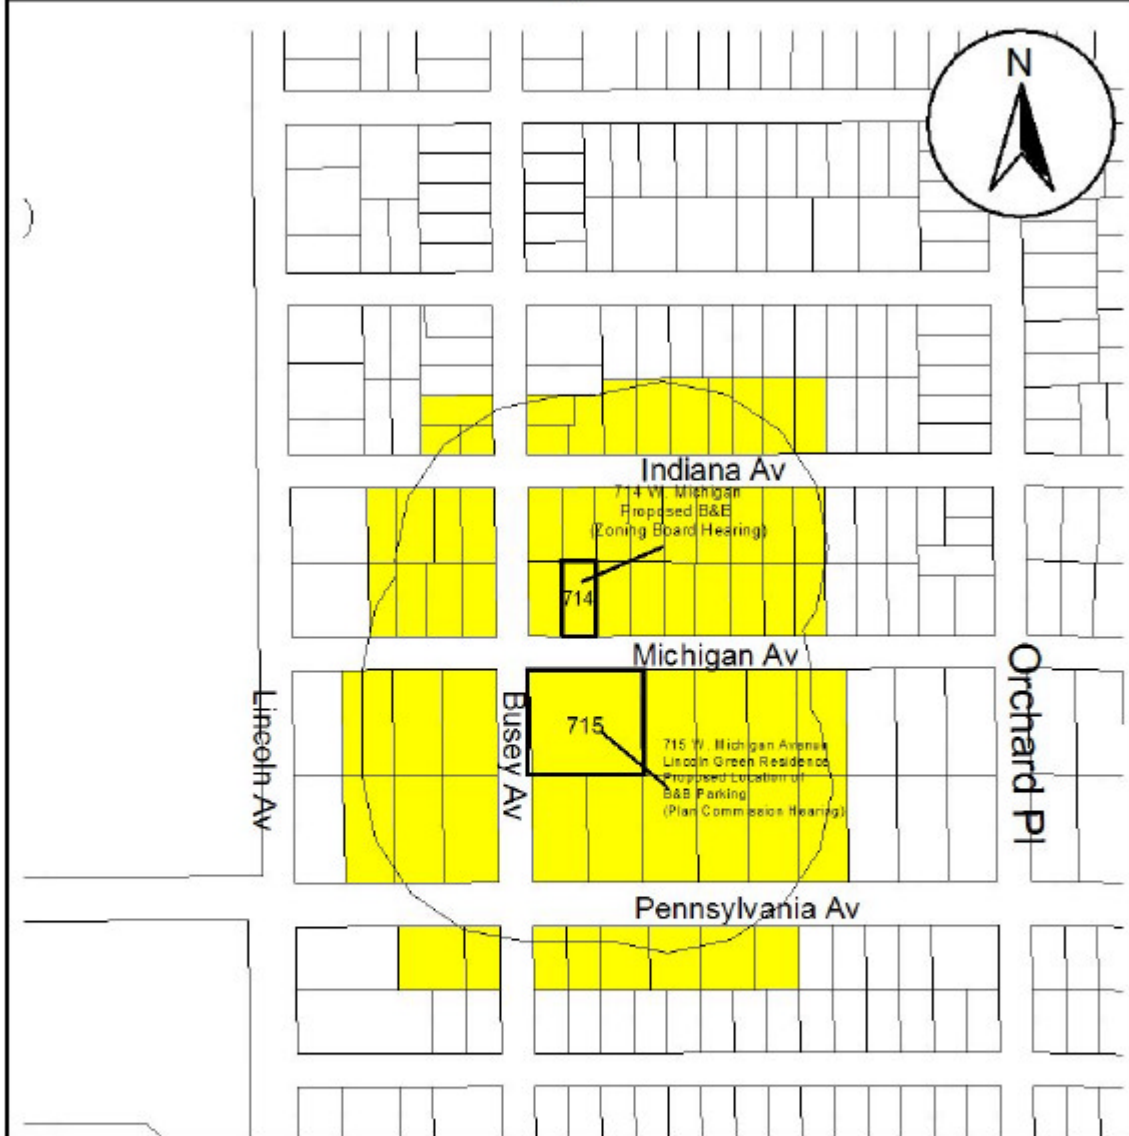 N
Indiana Av
714 W. Michigan
Proposed B&B
(Zoning Board Hearing)
714
Michigan Av
Orchard Pl
Lincoln Av
Busey Av
715
715 W. Michigan Avenue
Lincoln Green Residence
Proposed Location of
B&B Parking
(Plan Commission Hearing)
Pennsylvania Av